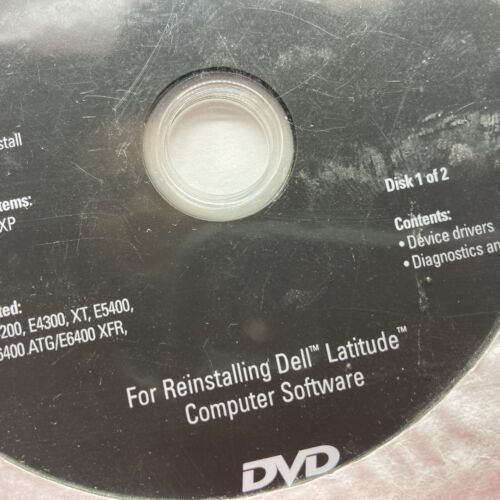 stall
tems:
XP
Disk 1 of 2
Contents:
• Device drivers
• Diagnostics an
ted:
200, E4300, XT, E5400,
6400 ATG/E6400 XFR,
For Reinstalling Dell™ Latitude™
Computer Software
DVD